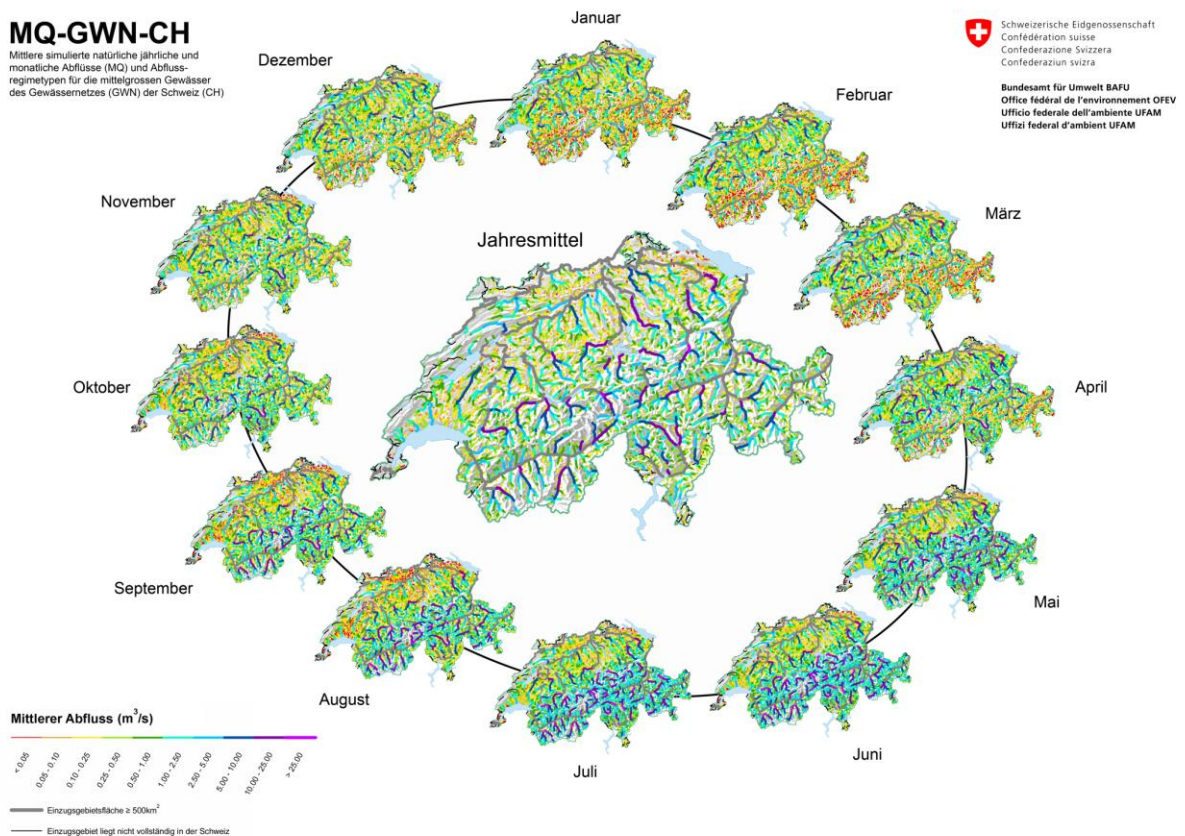 MQ-GWN-CH
Mittlere simulierte natürliche jährliche und
monatliche Abflüsse (MQ) und Abfluss-
regimetypen für die mittelgrossen Gewässer
des Gewässernetzes (GWN) der Schweiz (CH)
Schweizerische Eidgenossenschaft
Confédération suisse
Confederazione Svizzera
Confederaziun svizra
Bundesamt für Umwelt BAFU
Office fédéral de l'environnement OFEV
Ufficio federale dell'ambiente UFAM
Uffizi federal d'ambient UFAM
Januar
Februar
März
April
Mai
Juni
Juli
August
September
Oktober
November
Dezember
Jahresmittel
Mittlerer Abfluss (m³/s)
< 0.05
0.05 - 0.10
0.10 - 0.25
0.25 - 0.50
0.50 - 1.00
1.00 - 2.50
2.50 - 5.00
5.00 - 10.00
10.00 - 25.00
> 25.00
Einzugsgebietsfläche ≥ 500km²
Einzugsgebiet liegt nicht vollständig in der Schweiz